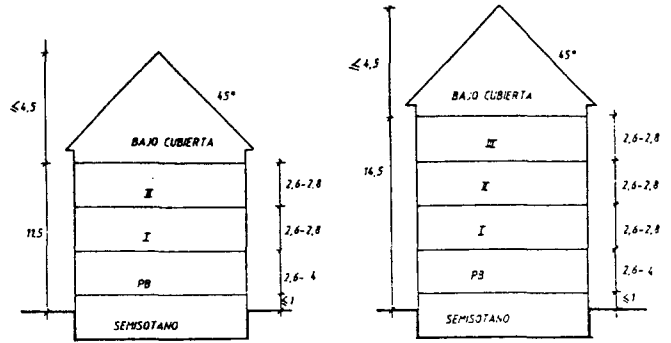 ≤4,5
45°
BAJO CUBIERTA
11,5
II
2,6-2,8
I
2,6-2,8
PB
2,6-4
≤1
SEMISOTANO
≤4,5
45°
BAJO CUBIERTA
14,5
III
2,6-2,8
II
2,6-2,8
I
2,6-2,8
PB
2,6-4
≤1
SEMISOTANO